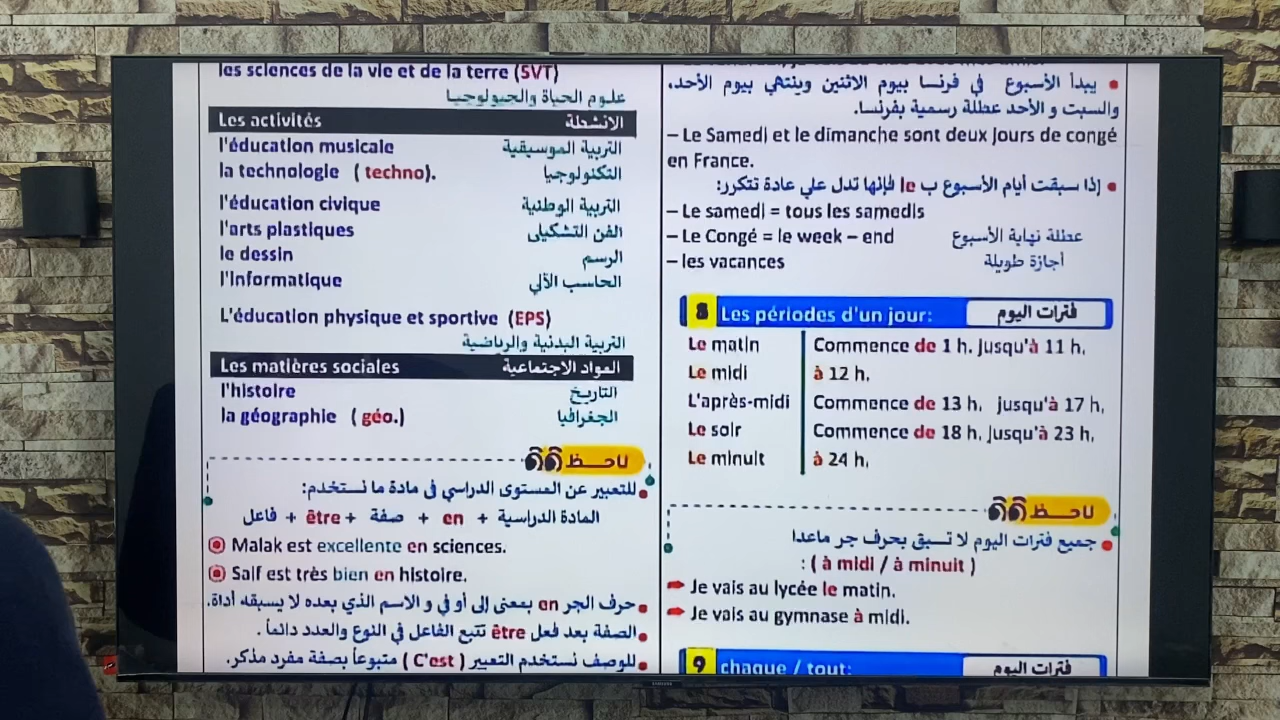 les sciences de la vie et de la terre (SVT)
علوم الحياة والجيولوجيا
Les activités الانشطة
l'éducation musicale التربية الموسيقية
la technologie ( techno). التكنولوجيا
l'éducation civique التربية الوطنية
l'arts plastiques الفن التشكيلى
le dessin الرسم
l'informatique الحاسب الآلي
L'éducation physique et sportive (EPS)
التربية البدنية والرياضية
Les matières sociales المواد الاجتماعية
l'histoire التاريخ
la géographie ( géo.) الجغرافيا
لاحظ
للتعبير عن المستوى الدراسي فى مادة ما نستخدم:
المادة الدراسية + en + صفة + être + فاعل
Malak est excellente en sciences.
Saif est très bien en histoire.
حرف الجر en بمعنى إلى أو في و الاسم الذي بعده لا يسبقه أداة.
الصفة بعد فعل être تتبع الفاعل في النوع والعدد دائماً .
للوصف نستخدم التعبير ( C'est ) متبوعاً بصفة مفرد مذكر.
يبدأ الأسبوع في فرنسا بيوم الاثنين وينتهي بيوم الأحد،
والسبت و الأحد عطلة رسمية بفرنسا.
– Le Samedi et le dimanche sont deux jours de congé
en France.
إذا سبقت أيام الأسبوع ب le فإنها تدل علي عادة تتكرر:
– Le samedi = tous les samedis
– Le Congé = le week – end عطلة نهاية الأسبوع
– les vacances أجازة طويلة
8 Les périodes d'un jour: فترات اليوم
Le matin Commence de 1 h. jusqu'à 11 h.
Le midi à 12 h.
L'après-midi Commence de 13 h. jusqu'à 17 h.
Le soir Commence de 18 h. jusqu'à 23 h.
Le minuit à 24 h.
لاحظ
جميع فترات اليوم لا تسبق بحرف جر ماعدا
( à midi / à minuit ) :
Je vais au lycée le matin.
Je vais au gymnase à midi.
9 chaque / tout: فترات اليوم
SAMSUNG